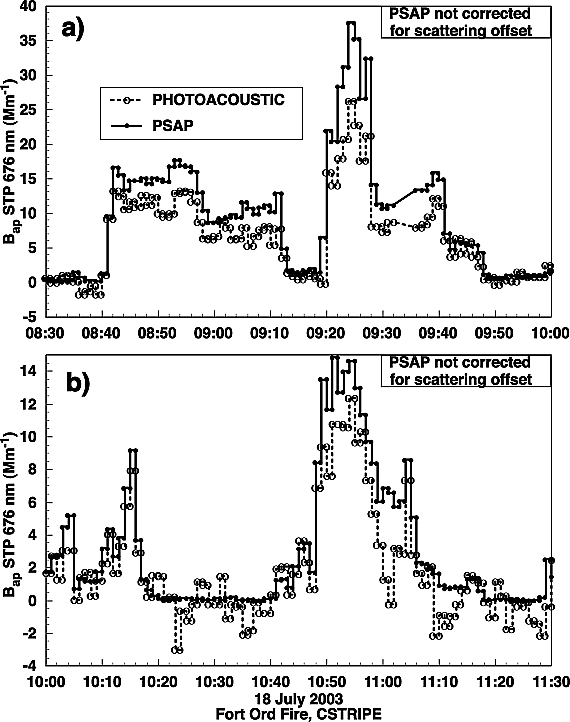 a)
PSAP not corrected
for scattering offset
PHOTOACOUSTIC
PSAP
Bap STP 676 nm (Mm-1)
40
35
30
25
20
15
10
5
0
-5
08:30 08:40 08:50 09:00 09:10 09:20 09:30 09:40 09:50 10:00
b)
PSAP not corrected
for scattering offset
Bap STP 676 nm (Mm-1)
14
12
10
8
6
4
2
0
-2
-4
10:00 10:10 10:20 10:30 10:40 10:50 11:00 11:10 11:20 11:30
18 July 2003
Fort Ord Fire, CSTRIPE